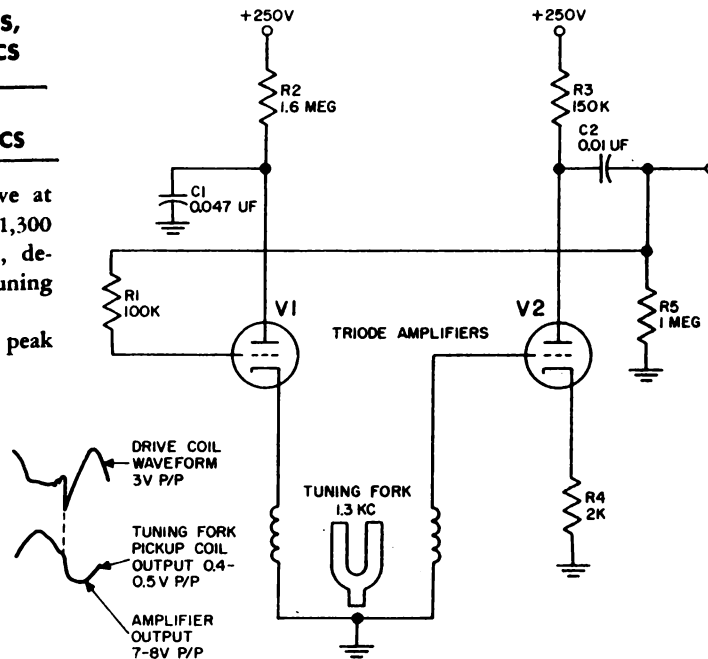 s,
CS
CS
ve at
1,300
, de-
uning
peak
+250V
+250V
R2
1.6 MEG
R3
150K
C2
0.01 UF
C1
0.047 UF
R1
100K
V1
V2
TRIODE AMPLIFIERS
R5
1 MEG
DRIVE COIL
WAVEFORM
3V P/P
TUNING FORK
1.3 KC
R4
2K
TUNING FORK
PICKUP COIL
OUTPUT 0.4-
0.5V P/P
AMPLIFIER
OUTPUT
7-8V P/P